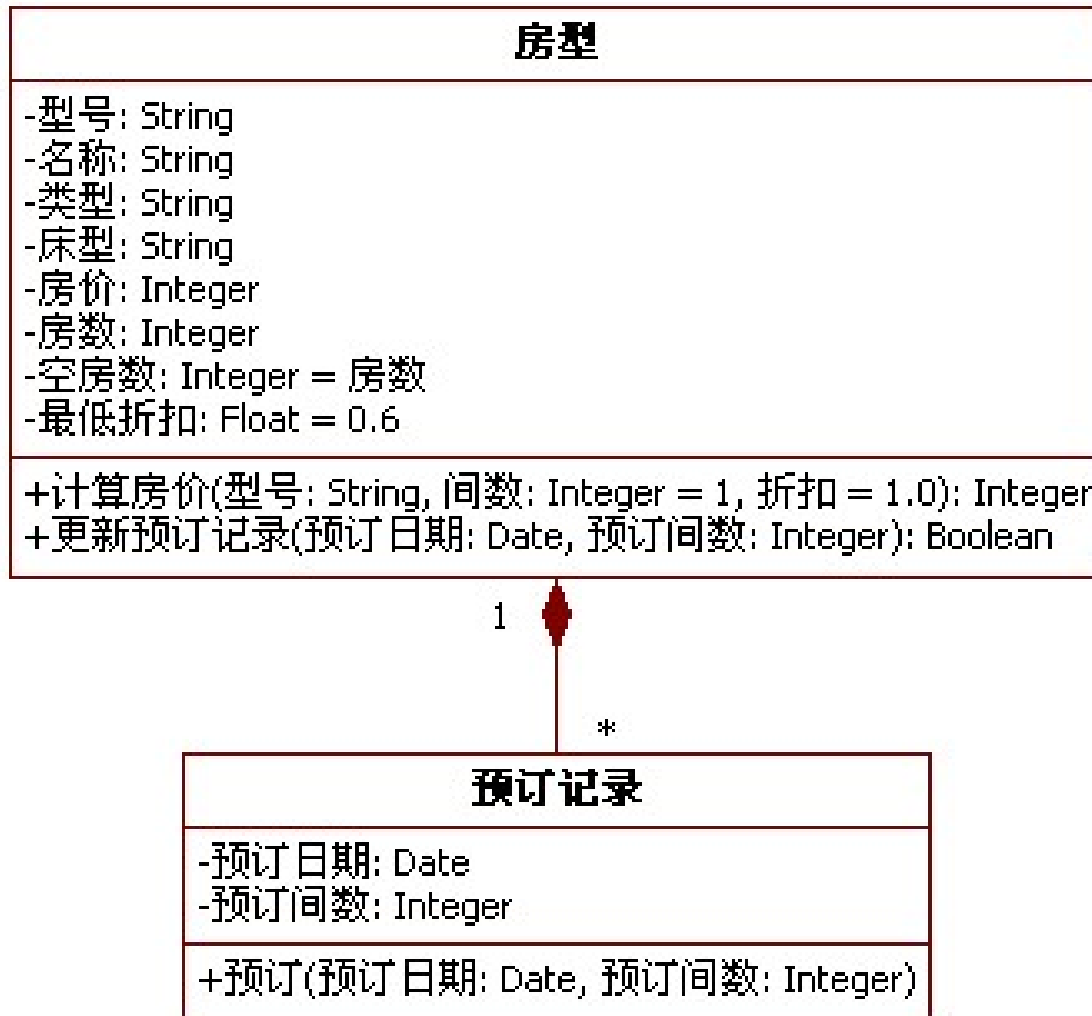 房型
-型号: String
-名称: String
-类型: String
-床型: String
-房价: Integer
-房数: Integer
-空房数: Integer = 房数
-最低折扣: Float = 0.6
+计算房价(型号: String, 间数: Integer = 1, 折扣 = 1.0): Integer
+更新预订记录(预订日期: Date, 预订间数: Integer): Boolean
1
*
预订记录
-预订日期: Date
-预订间数: Integer
+预订(预订日期: Date, 预订间数: Integer)